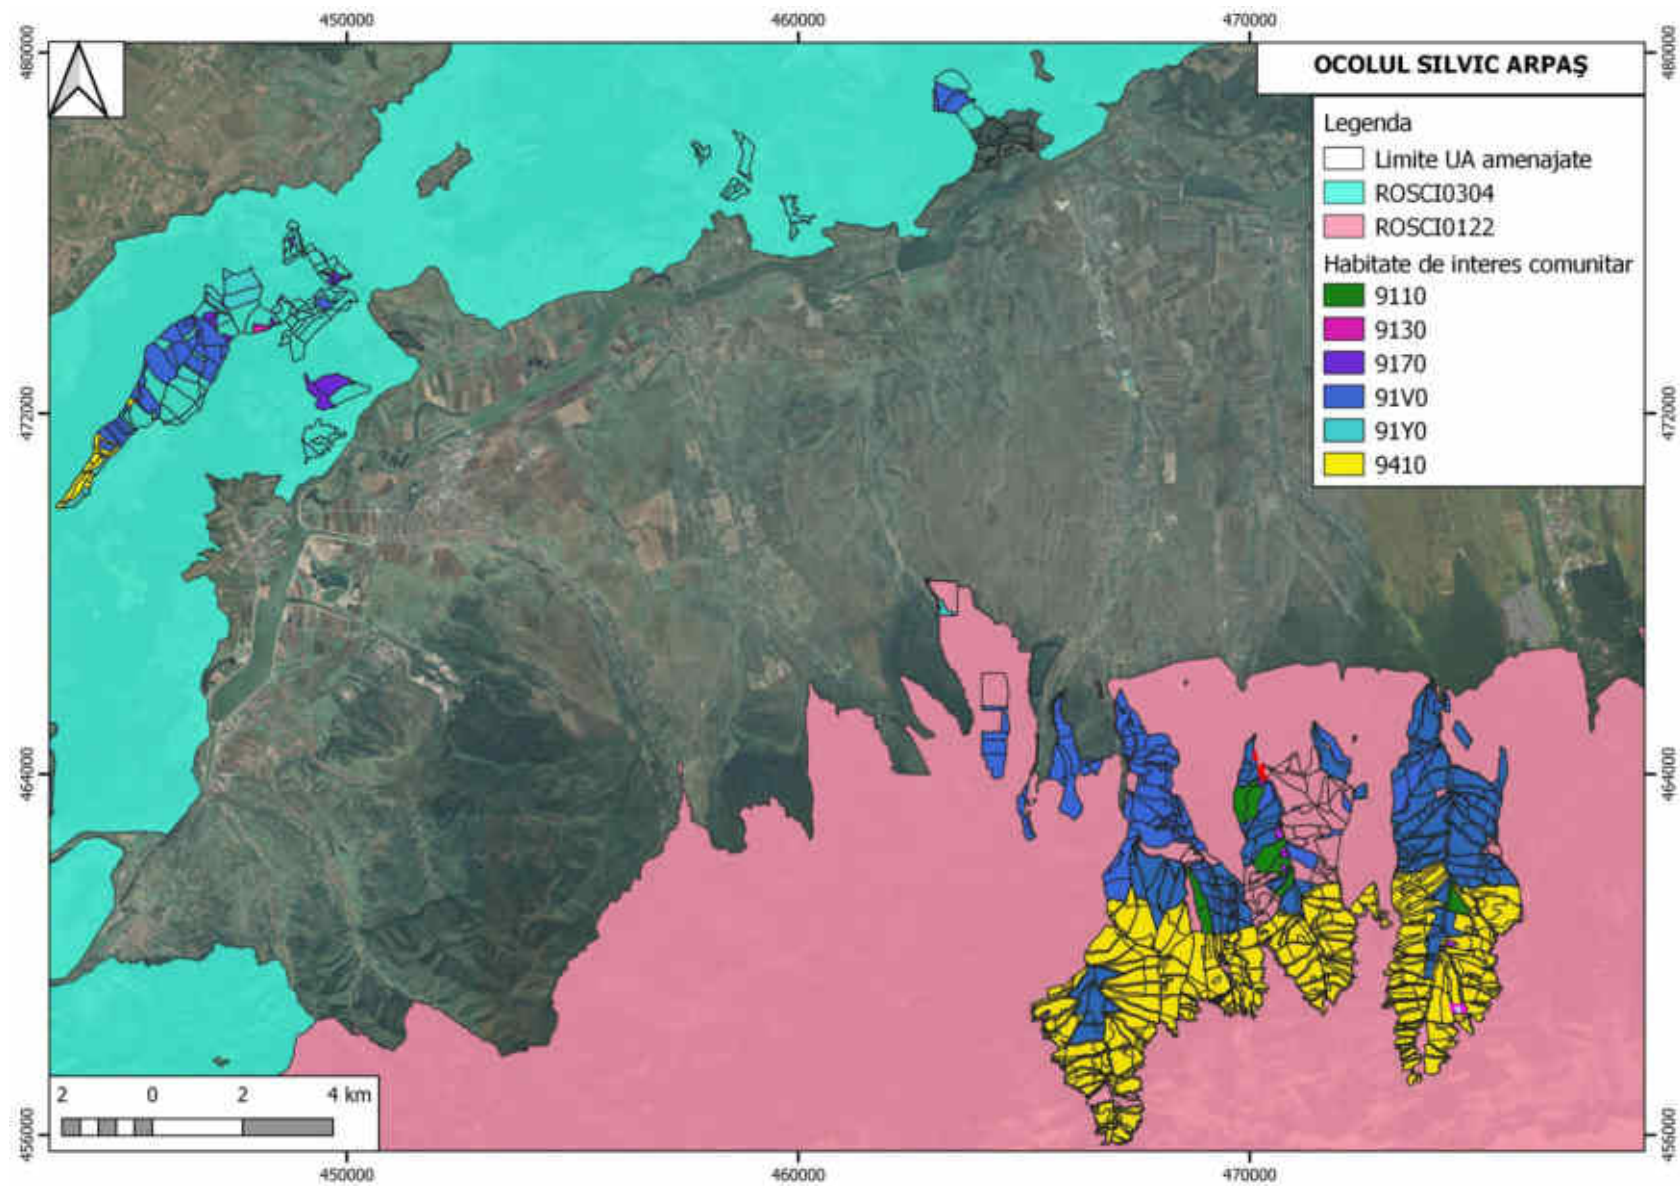 450000 460000 470000
480000 480000
OCOLUL SILVIC ARPAŞ
Legenda
Limite UA amenajate
ROSCI0304
ROSCI0122
Habitate de interes comunitar
9110
9130
9170
91V0
91Y0
9410
472000 472000
464000 464000
2 0 2 4 km
456000 456000
450000 460000 470000